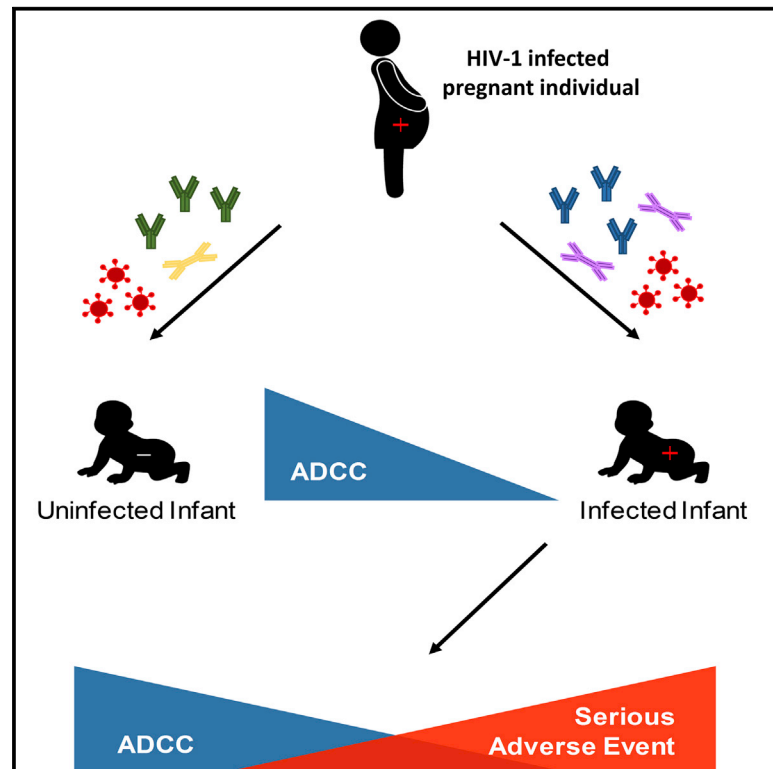 HIV-1 infected
pregnant individual
+
−
ADCC
+
Uninfected Infant
Infected Infant
ADCC
Serious
Adverse Event